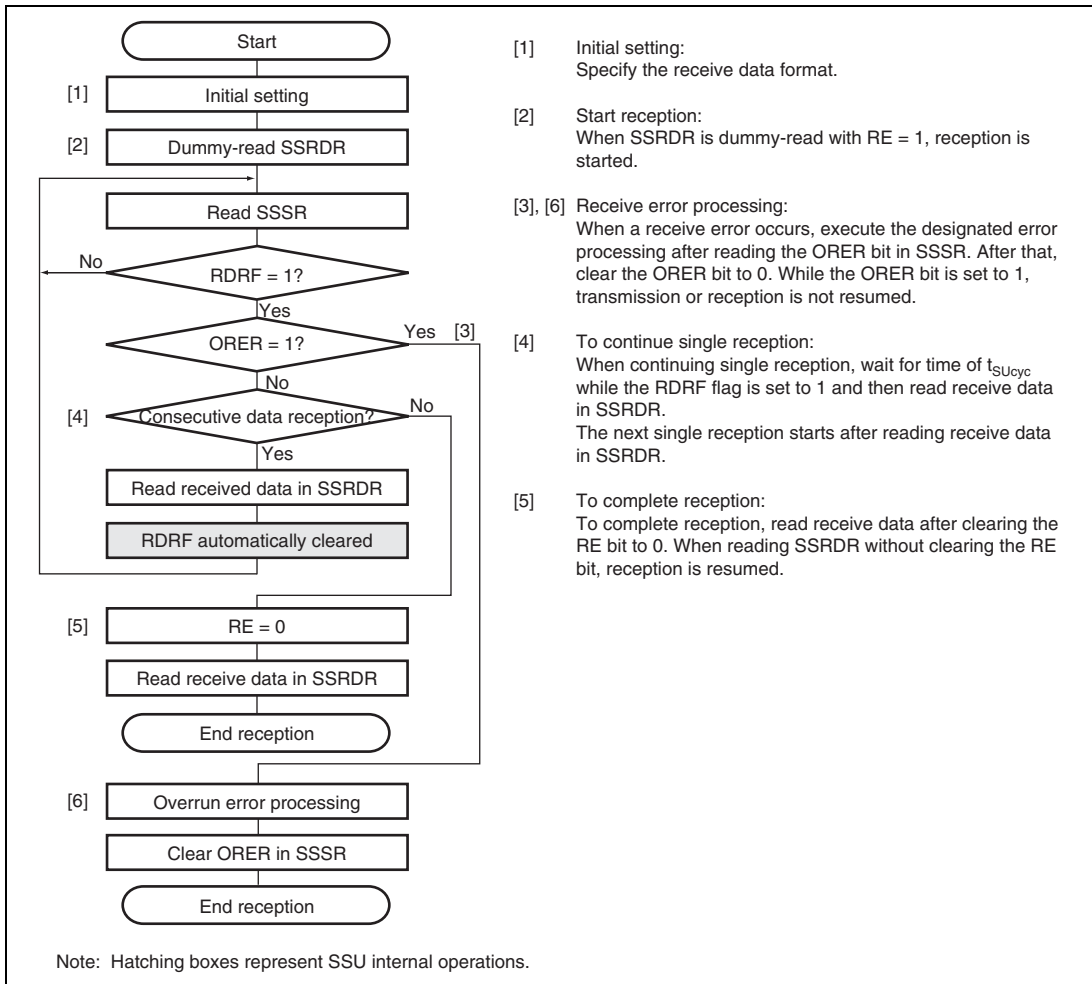 Start
[1] Initial setting
[2] Dummy-read SSRDR
Read SSSR
No
RDRF = 1?
Yes
ORER = 1?
Yes [3]
No
[4] Consecutive data reception?
No
Yes
Read received data in SSRDR
RDRF automatically cleared
[5] RE = 0
Read receive data in SSRDR
End reception
[6] Overrun error processing
Clear ORER in SSSR
End reception
[1] Initial setting:
Specify the receive data format.
[2] Start reception:
When SSRDR is dummy-read with RE = 1, reception is
started.
[3], [6] Receive error processing:
When a receive error occurs, execute the designated error
processing after reading the ORER bit in SSSR. After that,
clear the ORER bit to 0. While the ORER bit is set to 1,
transmission or reception is not resumed.
[4] To continue single reception:
When continuing single reception, wait for time of tSUcyc
while the RDRF flag is set to 1 and then read receive data
in SSRDR.
The next single reception starts after reading receive data
in SSRDR.
[5] To complete reception:
To complete reception, read receive data after clearing the
RE bit to 0. When reading SSRDR without clearing the RE
bit, reception is resumed.
Note: Hatching boxes represent SSU internal operations.